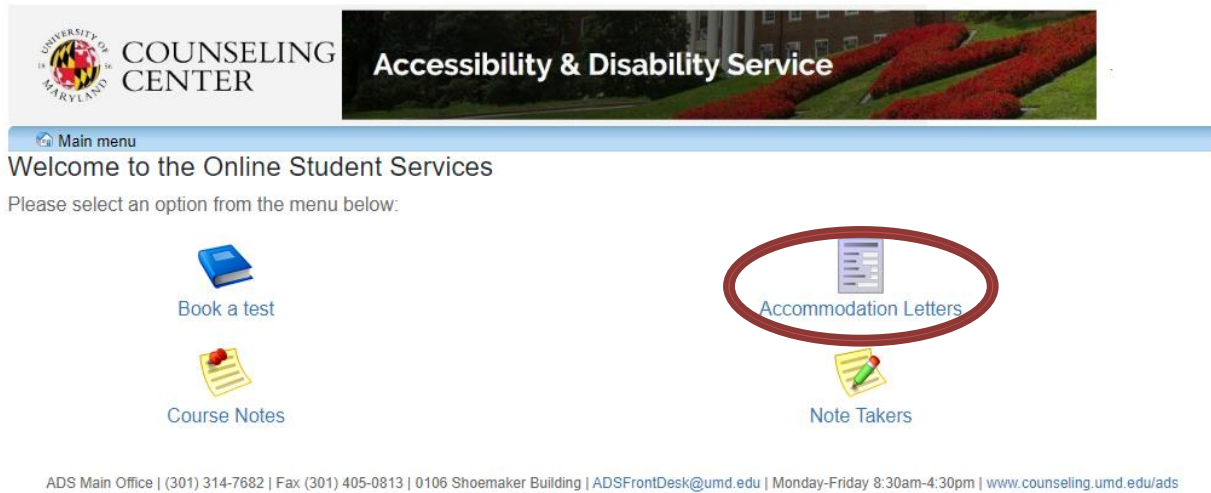 UNIVERSITY OF
18 56
MARYLAND
COUNSELING
CENTER
Accessibility & Disability Service
Main menu
Welcome to the Online Student Services
Please select an option from the menu below:
Book a test
Accommodation Letters
Course Notes
Note Takers
ADS Main Office | (301) 314-7682 | Fax (301) 405-0813 | 0106 Shoemaker Building | ADSFrontDesk@umd.edu | Monday-Friday 8:30am-4:30pm | www.counseling.umd.edu/ads